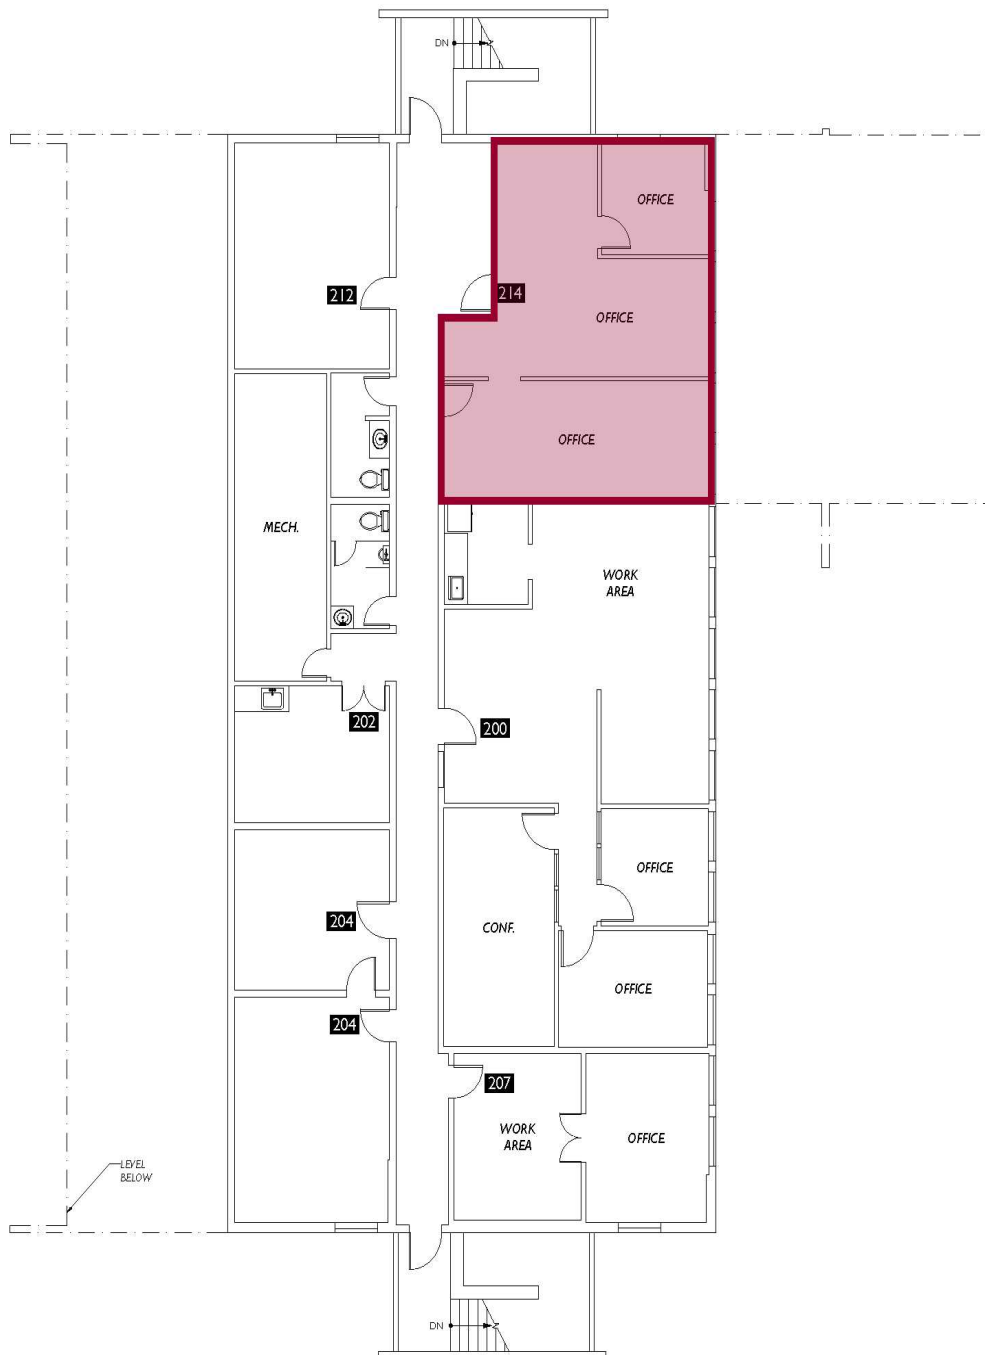 DN
OFFICE
212
214
OFFICE
OFFICE
MECH.
WORK
AREA
202
200
OFFICE
204
CONF.
OFFICE
204
207
WORK
AREA
OFFICE
LEVEL
BELOW
DN